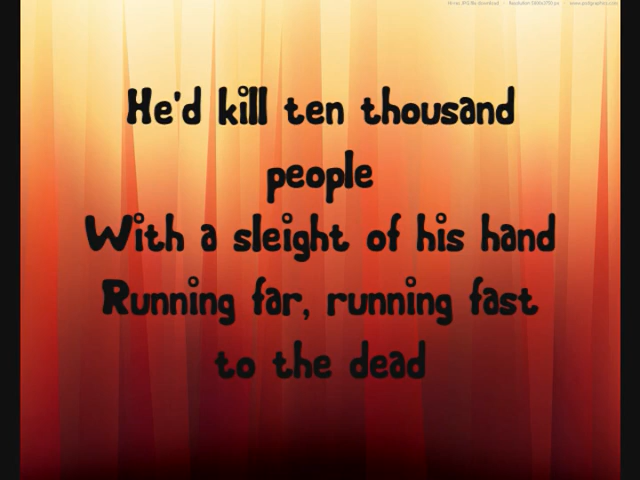 He'd kill ten thousand
people
With a sleight of his hand
Running far, running fast
to the dead